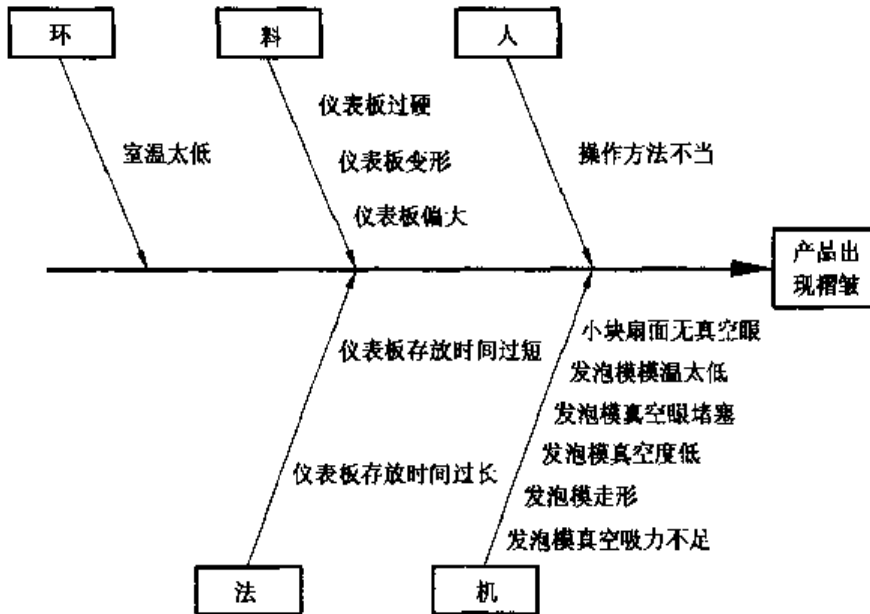 环
料
人
仪表板过硬
室温太低
仪表板变形
操作方法不当
仪表板偏大
产品出
现褶皱
小块扇面无真空眼
仪表板存放时间过短
发泡模模温太低
发泡模真空眼堵塞
发泡模真空度低
仪表板存放时间过长
发泡模走形
发泡模真空吸力不足
法
机